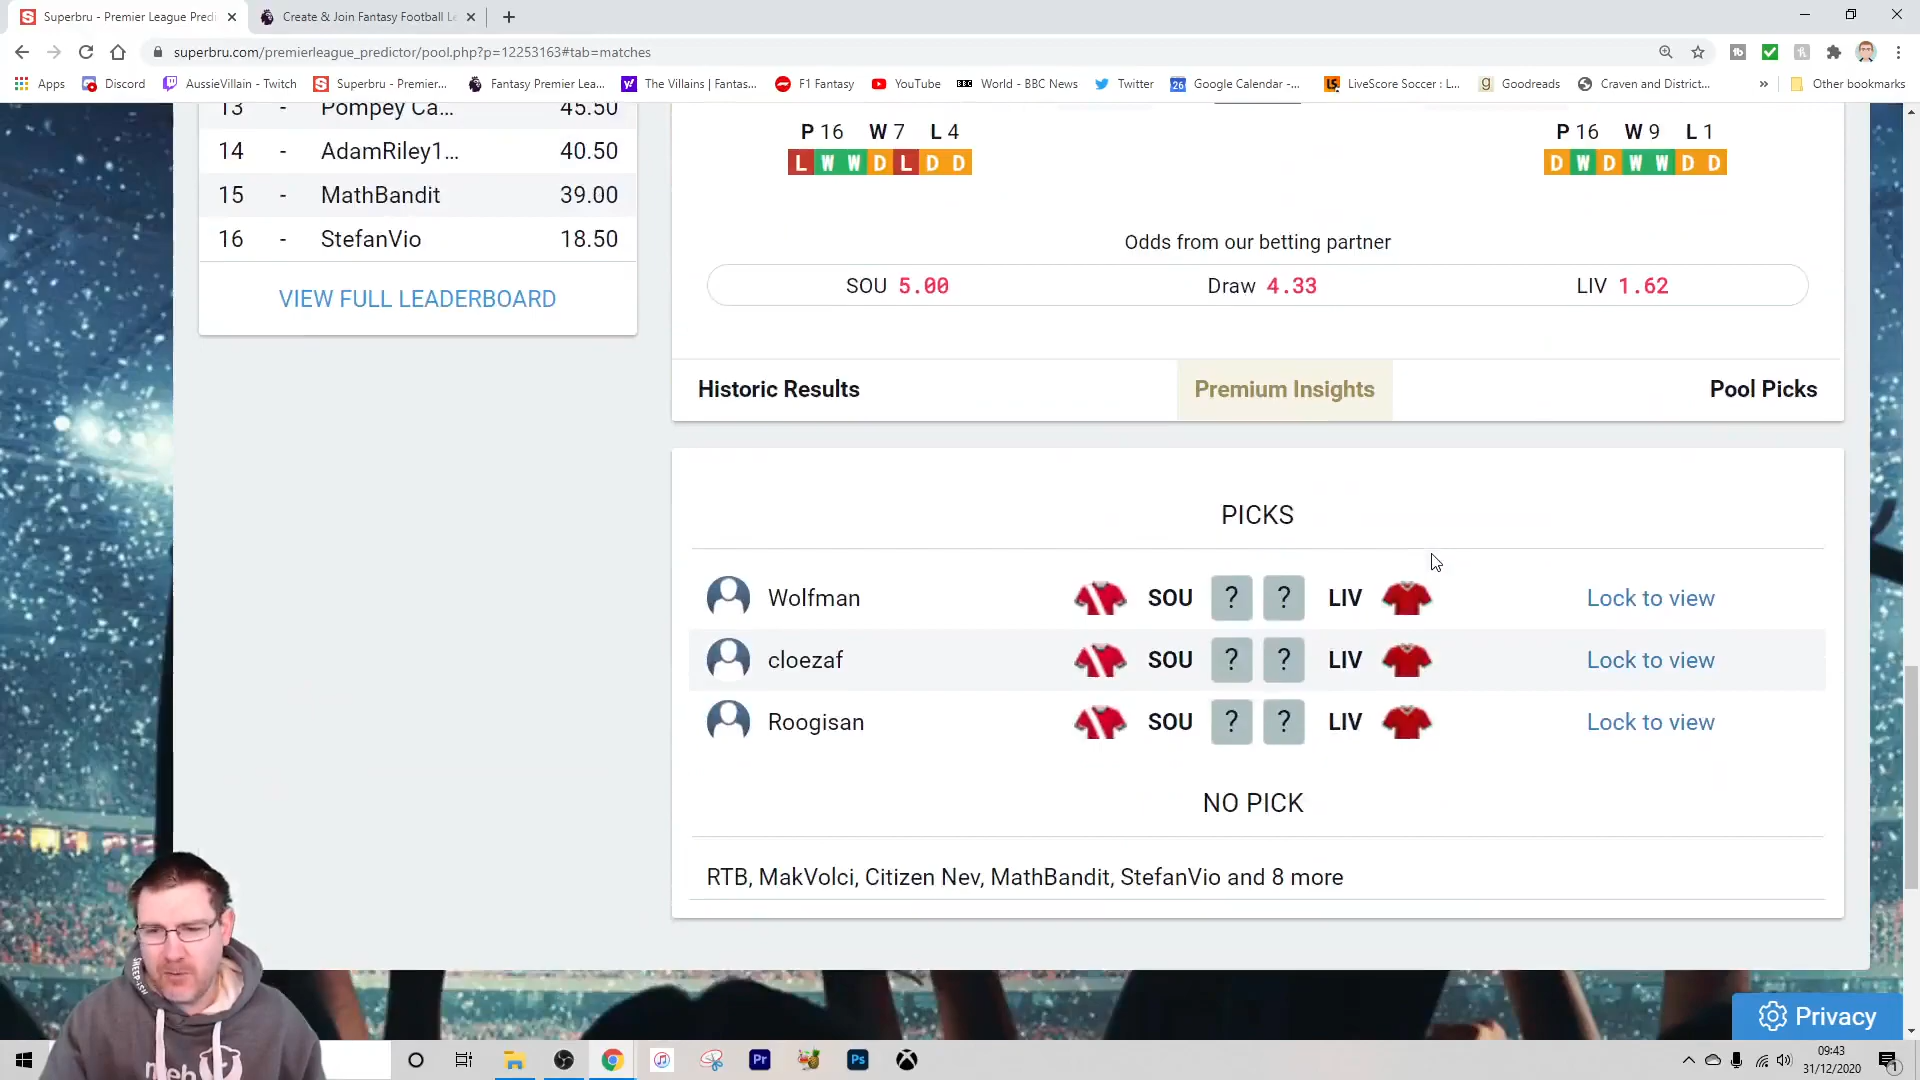 Superbru - Premier League Predi
Create & Join Fantasy Football Le
superbru.com/premierleague_predictor/pool.php?p=12253163#tab=matches
Apps
Discord
AussieVillain - Twitch
Superbru - Premier...
Fantasy Premier Lea...
The Villains | Fantas...
F1 Fantasy
YouTube
World - BBC News
Twitter
Google Calendar -...
LiveScore Soccer : L...
Goodreads
Craven and District...
»
Other bookmarks
13 - Pompey Ca... 45.50
14 - AdamRiley1... 40.50
15 - MathBandit 39.00
16 - StefanVio 18.50
VIEW FULL LEADERBOARD
P 16 W 7 L 4
L W W D L D D
P 16 W 9 L 1
D W D W W D D
Odds from our betting partner
SOU 5.00 Draw 4.33 LIV 1.62
Historic Results Premium Insights Pool Picks
PICKS
Wolfman SOU ? ? LIV Lock to view
cloezaf SOU ? ? LIV Lock to view
Roogisan SOU ? ? LIV Lock to view
NO PICK
RTB, MakVolci, Citizen Nev, MathBandit, StefanVio and 8 more
Privacy
Pr
Ps
09:43
31/12/2020